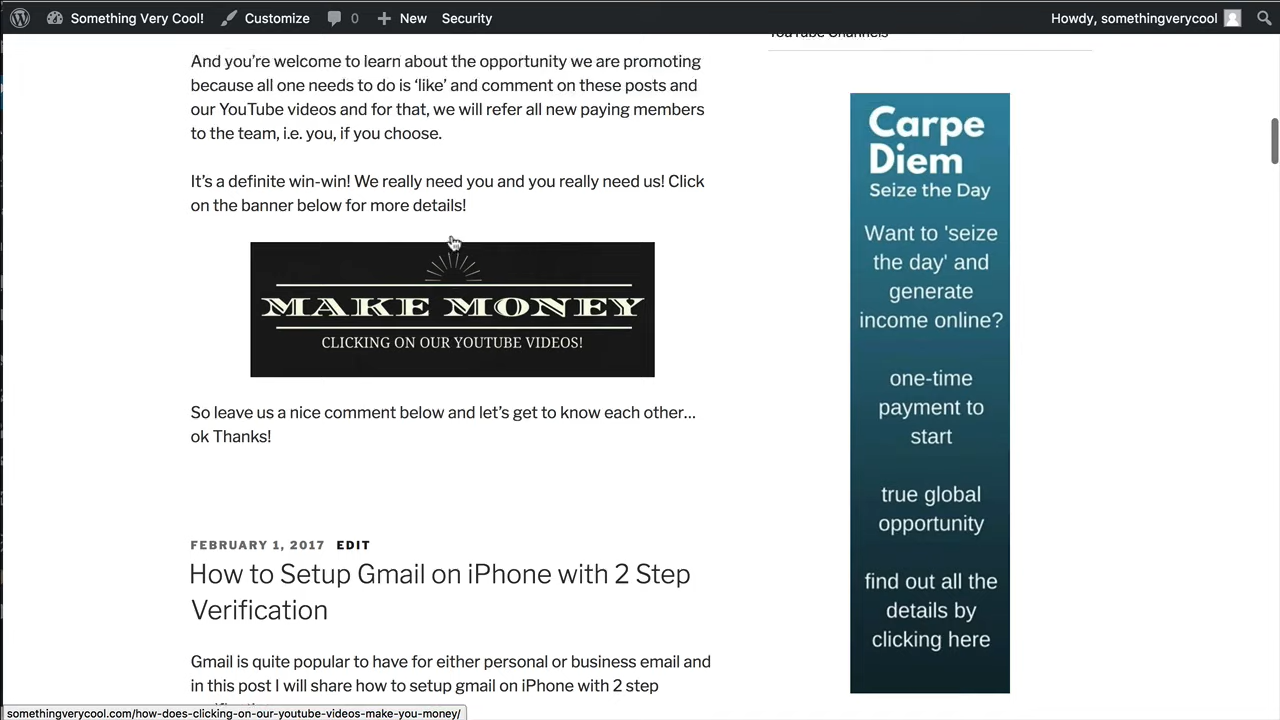 Something Very Cool! Customize 0 New Security Howdy, somethingverycool
YouTube Channels
And you’re welcome to learn about the opportunity we are promoting
because all one needs to do is ‘like’ and comment on these posts and
our YouTube videos and for that, we will refer all new paying members
to the team, i.e. you, if you choose.
It’s a definite win-win! We really need you and you really need us! Click
on the banner below for more details!
MAKE MONEY
CLICKING ON OUR YOUTUBE VIDEOS!
So leave us a nice comment below and let’s get to know each other…
ok Thanks!
FEBRUARY 1, 2017 EDIT
How to Setup Gmail on iPhone with 2 Step
Verification
Gmail is quite popular to have for either personal or business email and
in this post I will share how to setup gmail on iPhone with 2 step
somethingverycool.com/how-does-clicking-on-our-youtube-videos-make-you-money/
Carpe
Diem
Seize the Day
Want to 'seize
the day' and
generate
income online?
one-time
payment to
start
true global
opportunity
find out all the
details by
clicking here